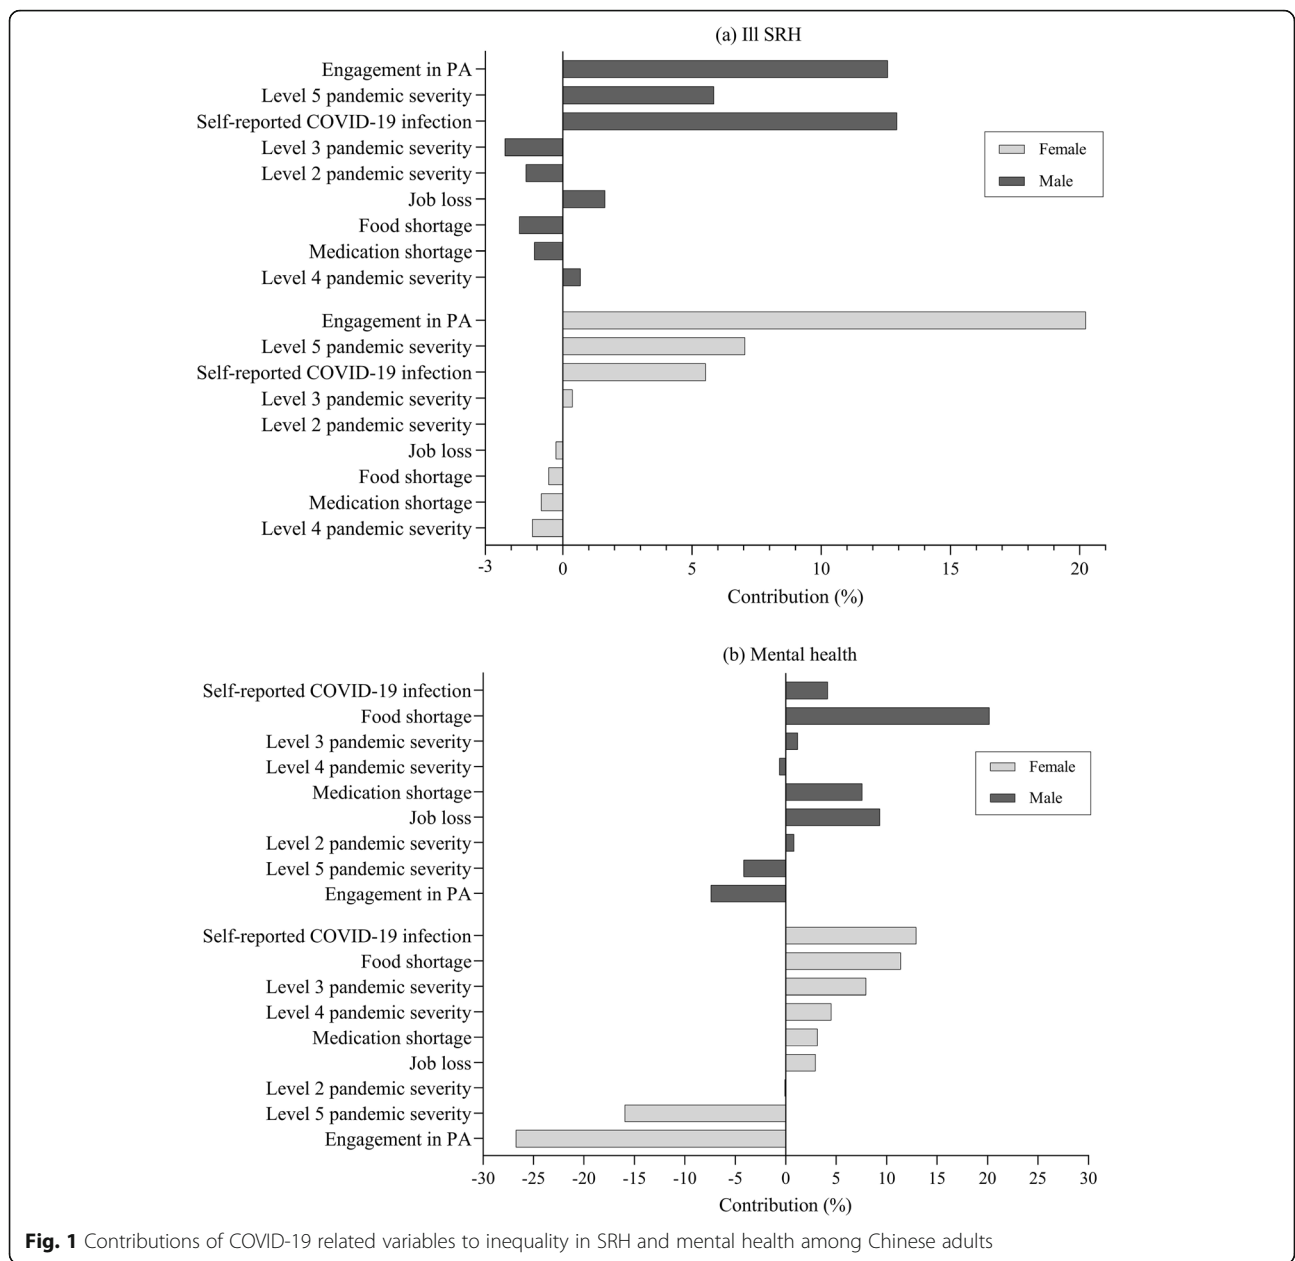 (a) Ill SRH
Engagement in PA
Level 5 pandemic severity
Self-reported COVID-19 infection
Level 3 pandemic severity
Level 2 pandemic severity
Job loss
Food shortage
Medication shortage
Level 4 pandemic severity
Female
Male
Engagement in PA
Level 5 pandemic severity
Self-reported COVID-19 infection
Level 3 pandemic severity
Level 2 pandemic severity
Job loss
Food shortage
Medication shortage
Level 4 pandemic severity
-3 0 5 10 15 20
Contribution (%)
(b) Mental health
Self-reported COVID-19 infection
Food shortage
Level 3 pandemic severity
Level 4 pandemic severity
Medication shortage
Job loss
Level 2 pandemic severity
Level 5 pandemic severity
Engagement in PA
Female
Male
Self-reported COVID-19 infection
Food shortage
Level 3 pandemic severity
Level 4 pandemic severity
Medication shortage
Job loss
Level 2 pandemic severity
Level 5 pandemic severity
Engagement in PA
-30 -25 -20 -15 -10 -5 0 5 10 15 20 25 30
Contribution (%)
Fig. 1 Contributions of COVID-19 related variables to inequality in SRH and mental health among Chinese adults